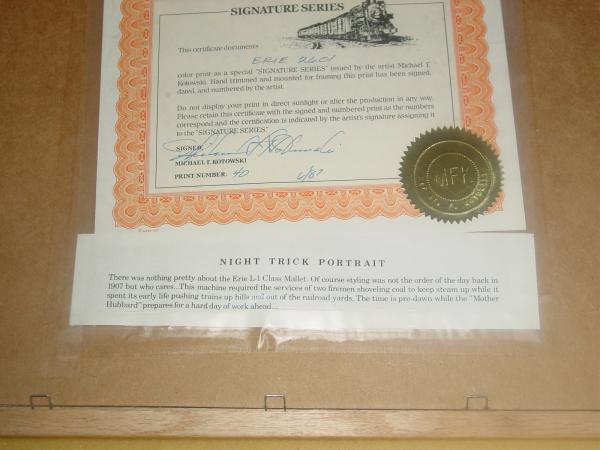 SIGNATURE SERIES
This certificate documents
ERIE 2601
color print as a special "SIGNATURE SERIES" issued by the artist Michael F.
Kotowski. Hand trimmed and mounted for framing this print has been signed,
dated, and numbered by the artist.
Do not display your print in direct sunlight or alter the production in any way.
Please retain this certificate with the signed and numbered print as the numbers
correspond and the certification is indicated by the artist's signature assigning it
to the "SIGNATURE SERIES".
SIGNED,
MICHAEL F. KOTOWSKI
PRINT NUMBER: 40 6/87
MFK
NIGHT TRICK PORTRAIT
There was nothing pretty about the Erie L-1 Class Mallet. Of course styling was not the order of the day back in
1907 but who cares...This machine required the services of two firemen shoveling coal to keep steam up while it
spent its early life pushing trains up hills and out of the railroad yards. The time is pre-dawn while the "Mother
Hubbard" prepares for a hard day of work ahead...